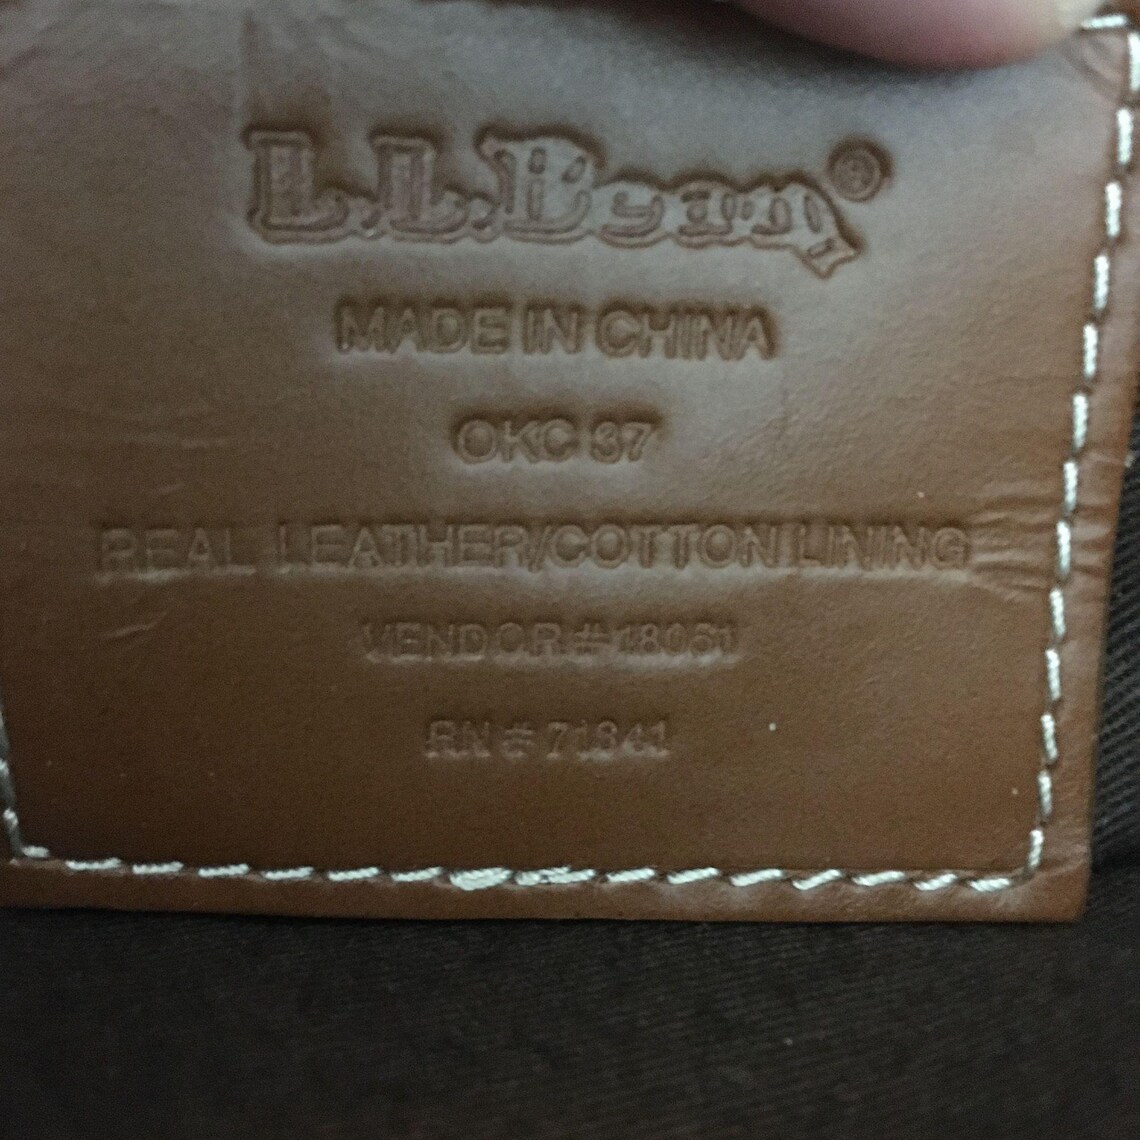 L.L.Bean®
MADE IN CHINA
OKC 37
REAL LEATHER/COTTON LINING
VENDOR # 18051
RN # 71341